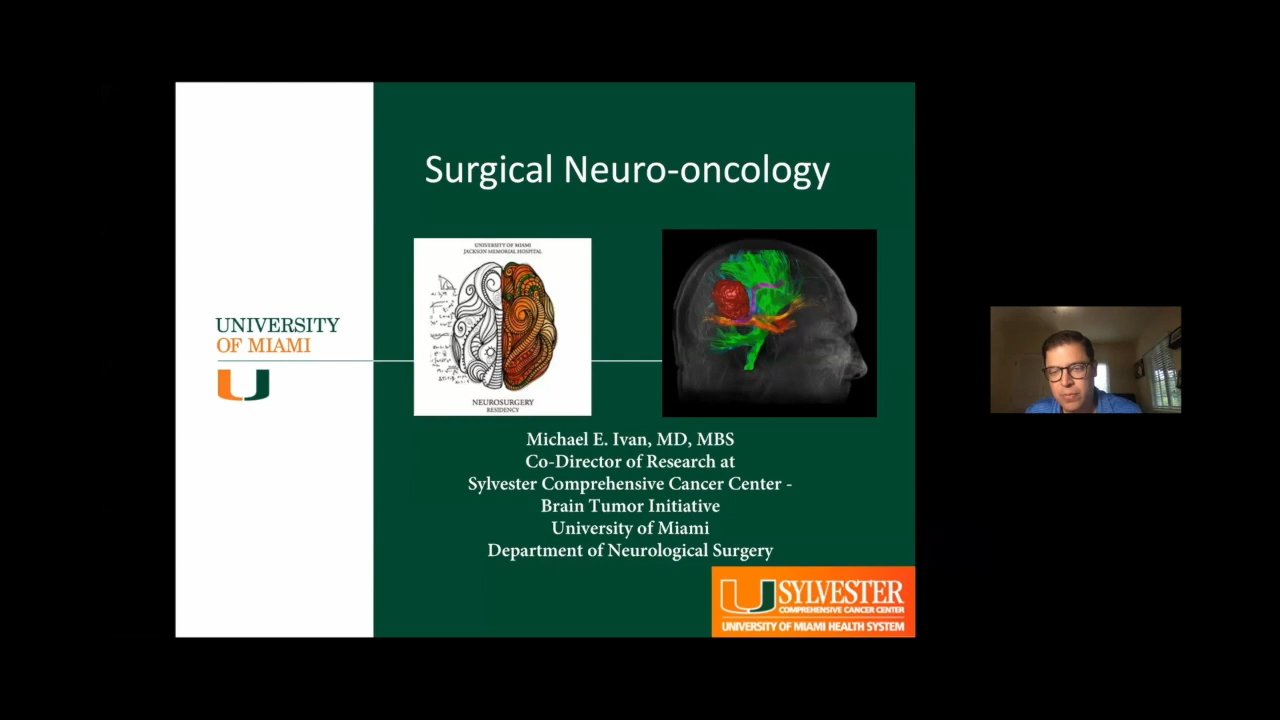 Surgical Neuro-oncology
UNIVERSITY OF MIAMI
JACKSON MEMORIAL HOSPITAL
NEUROSURGERY
RESIDENCY
UNIVERSITY
OF MIAMI
Michael E. Ivan, MD, MBS
Co-Director of Research at
Sylvester Comprehensive Cancer Center -
Brain Tumor Initiative
University of Miami
Department of Neurological Surgery
SYLVESTER
COMPREHENSIVE CANCER CENTER
UNIVERSITY OF MIAMI HEALTH SYSTEM